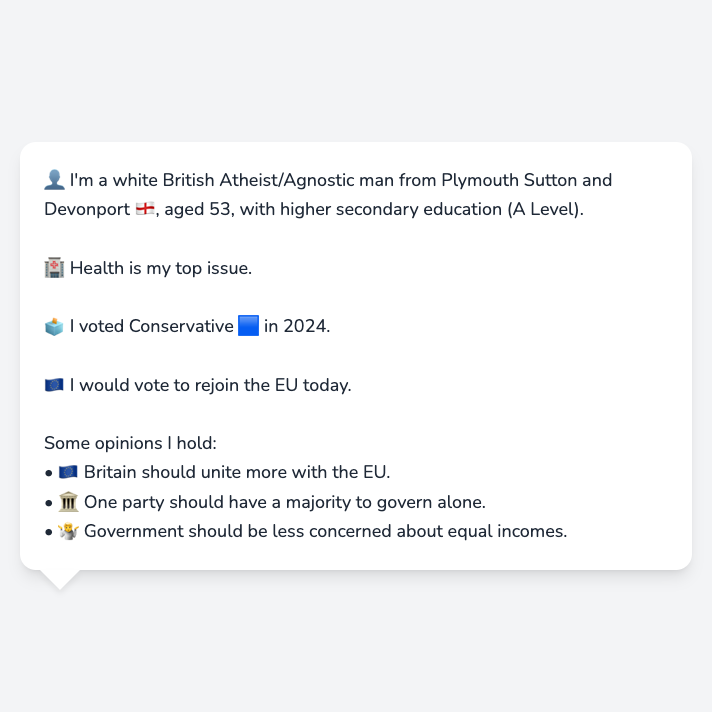 👤 I'm a white British Atheist/Agnostic man from Plymouth Sutton and
Devonport 🏴󠁧󠁢󠁥󠁮󠁧󠁿, aged 53, with higher secondary education (A Level).
🏥 Health is my top issue.
🗳️ I voted Conservative 🟦 in 2024.
🇪🇺 I would vote to rejoin the EU today.
Some opinions I hold:
• 🇪🇺 Britain should unite more with the EU.
• 🏛️ One party should have a majority to govern alone.
• 🤷 Government should be less concerned about equal incomes.